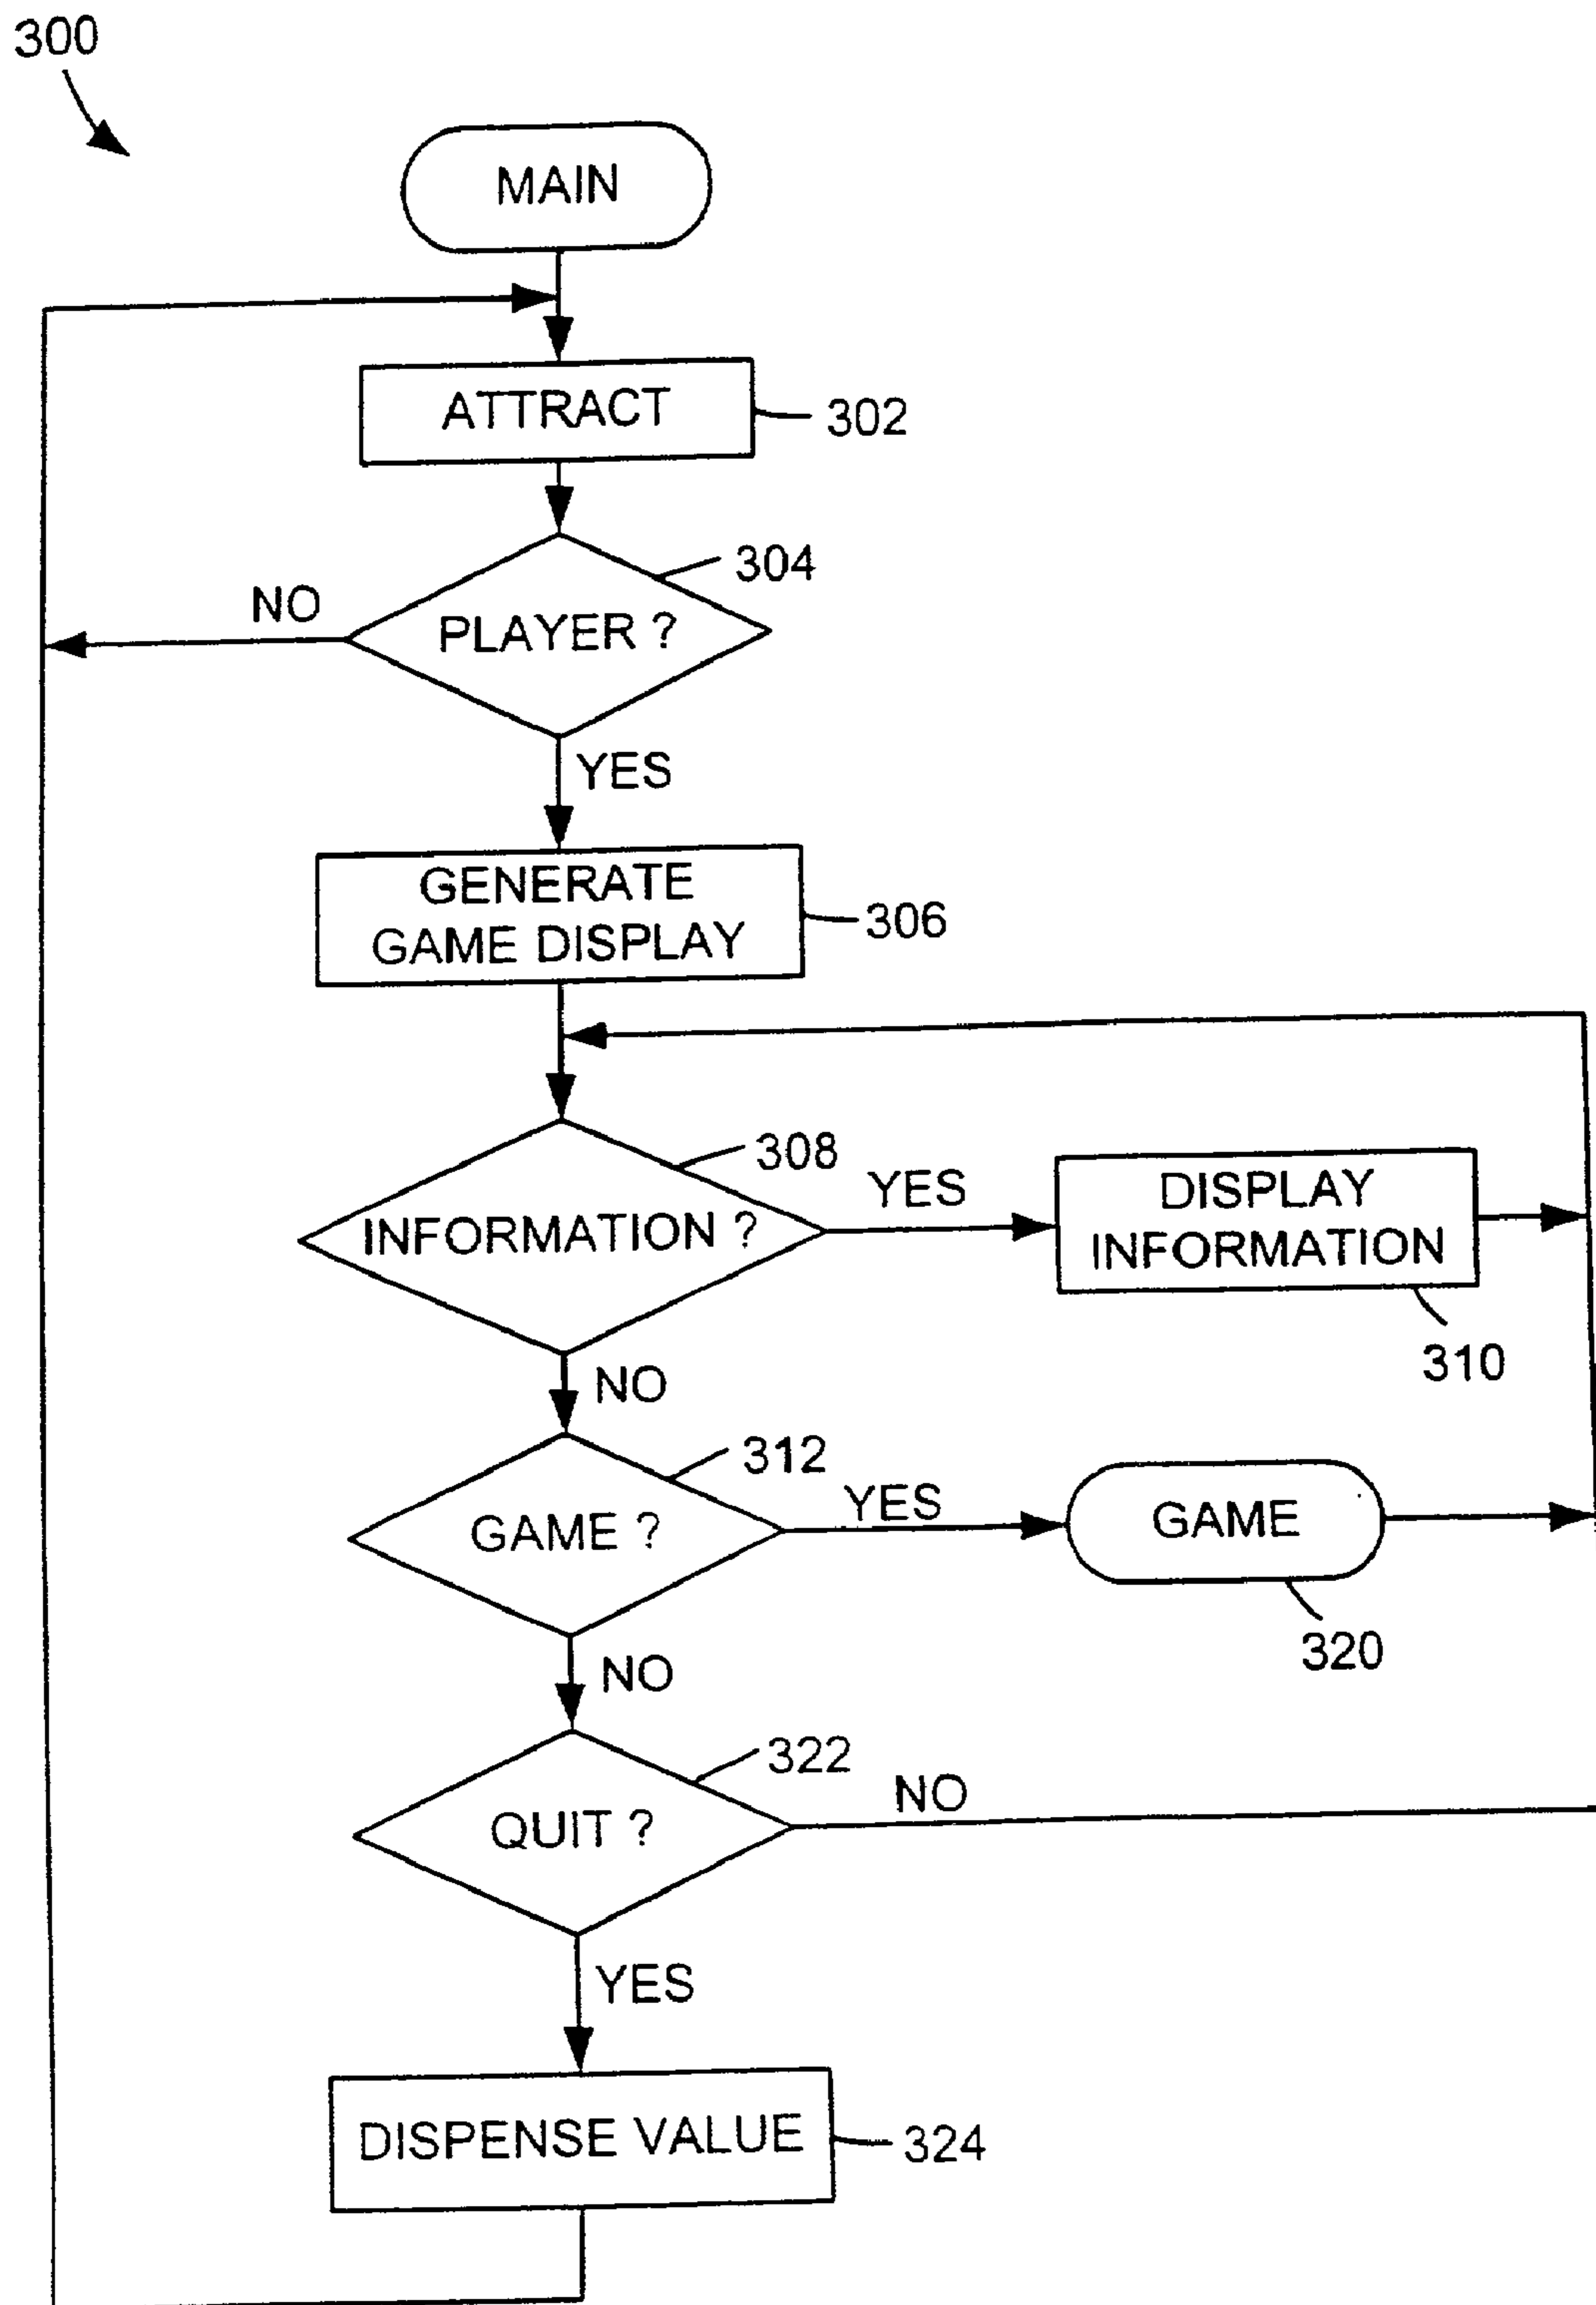 300
MAIN
ATTRACT
302
304
NO
PLAYER ?
YES
GENERATE
GAME DISPLAY
306
308
INFORMATION ?
YES
DISPLAY
INFORMATION
310
NO
312
GAME ?
YES
GAME
320
NO
322
QUIT ?
NO
YES
DISPENSE VALUE
324